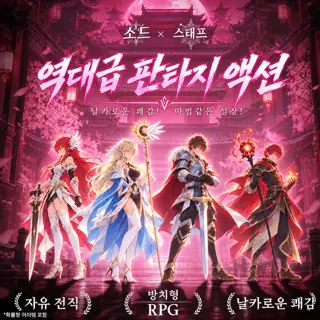 소드 × 스태프
역대급 판타지 액션
날카로운 쾌감! 마법같은 성장!
자유 전직
방치형
RPG
날카로운 쾌감
*확률형 아이템 포함